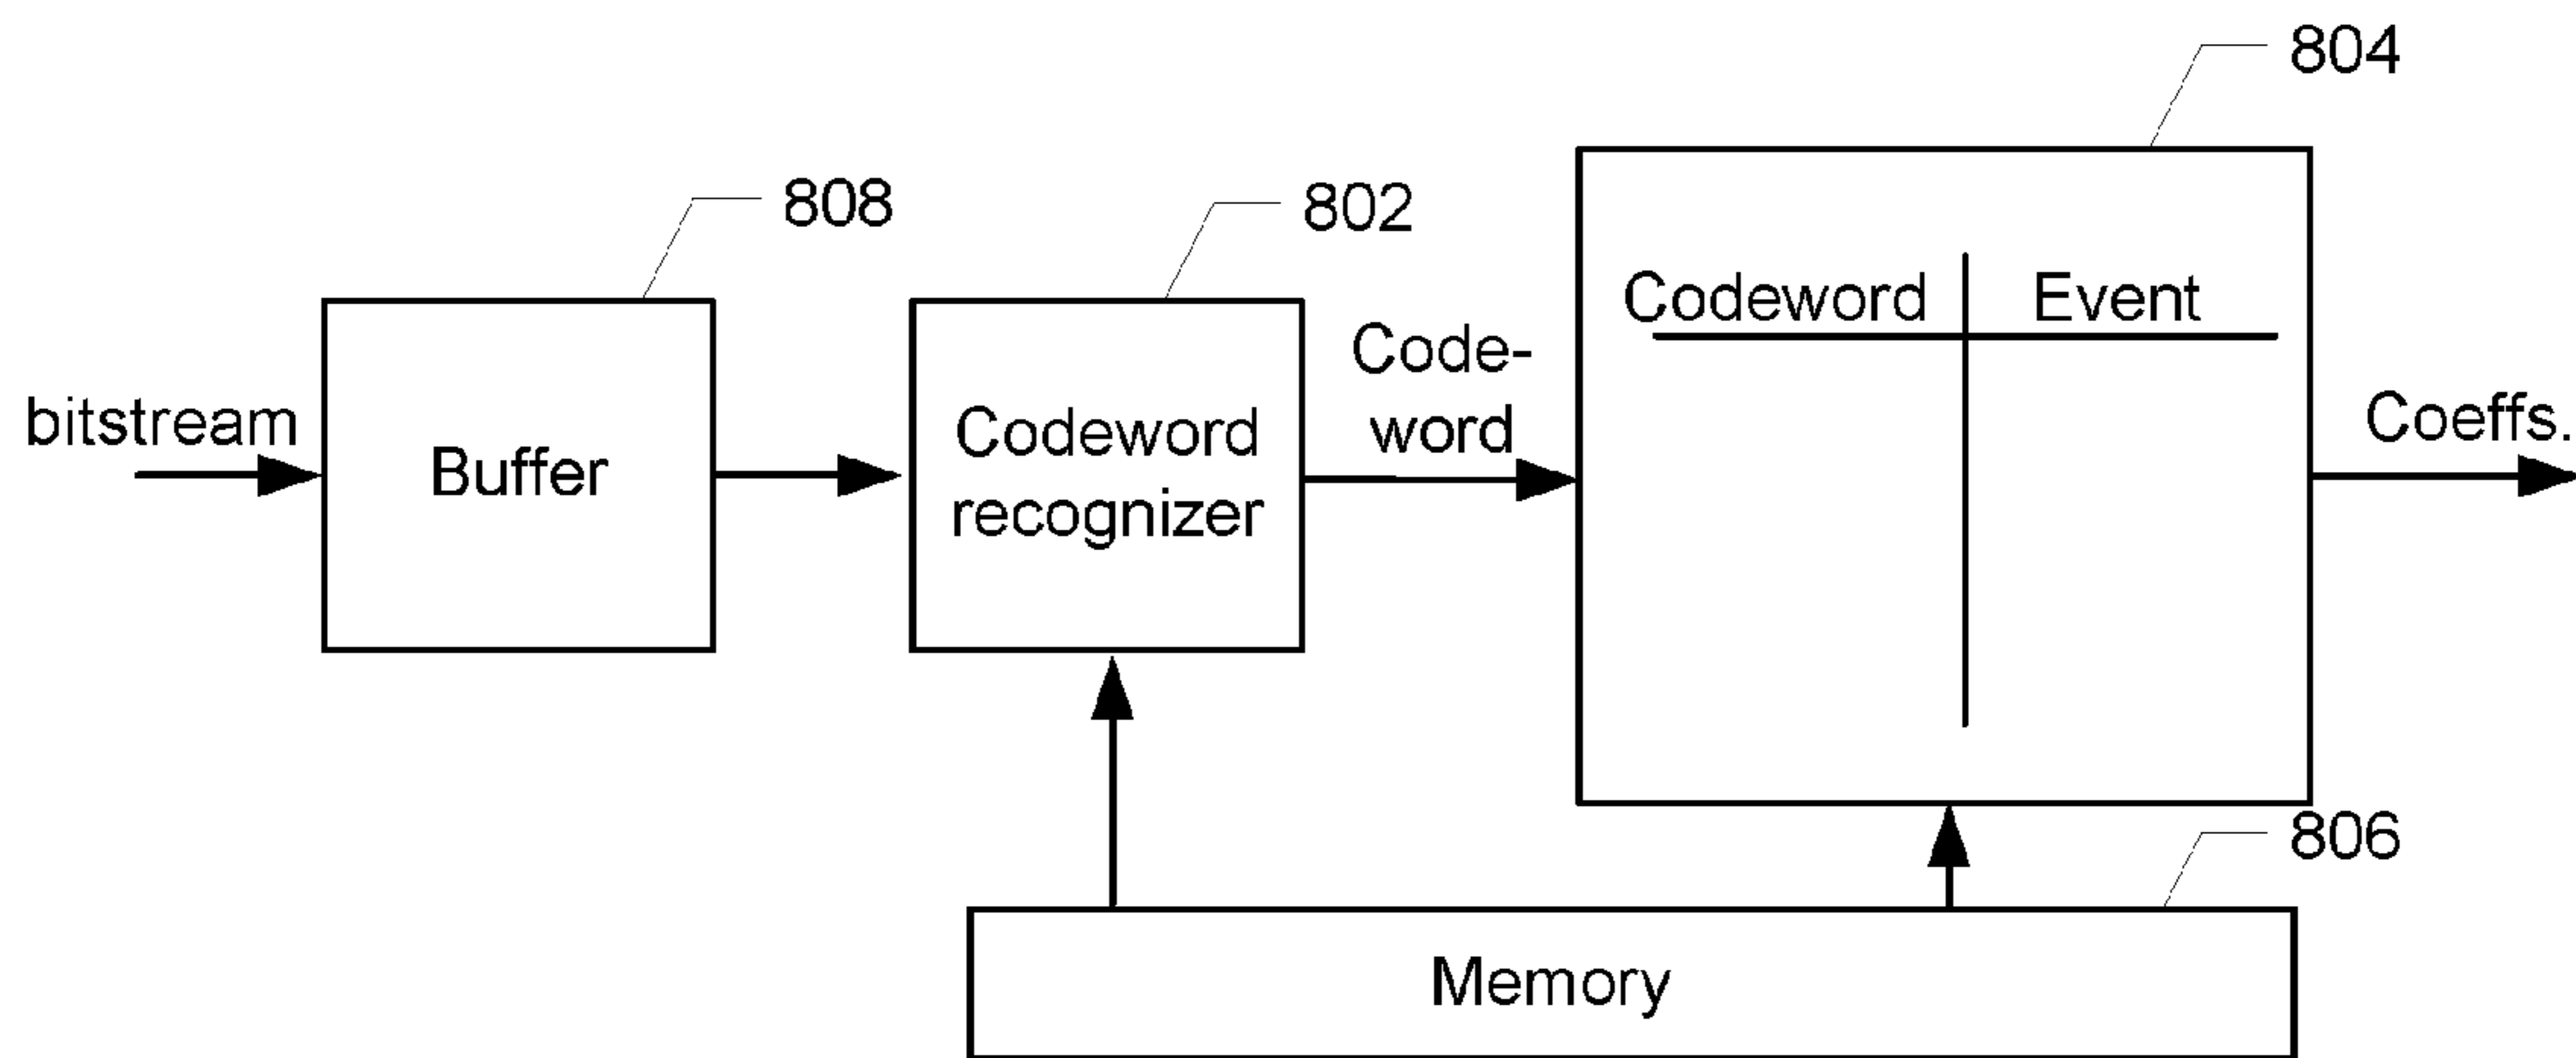 804
808
802
Codeword
Event
Code-
word
bitstream
Buffer
Codeword
recognizer
Coeffs.
806
Memory